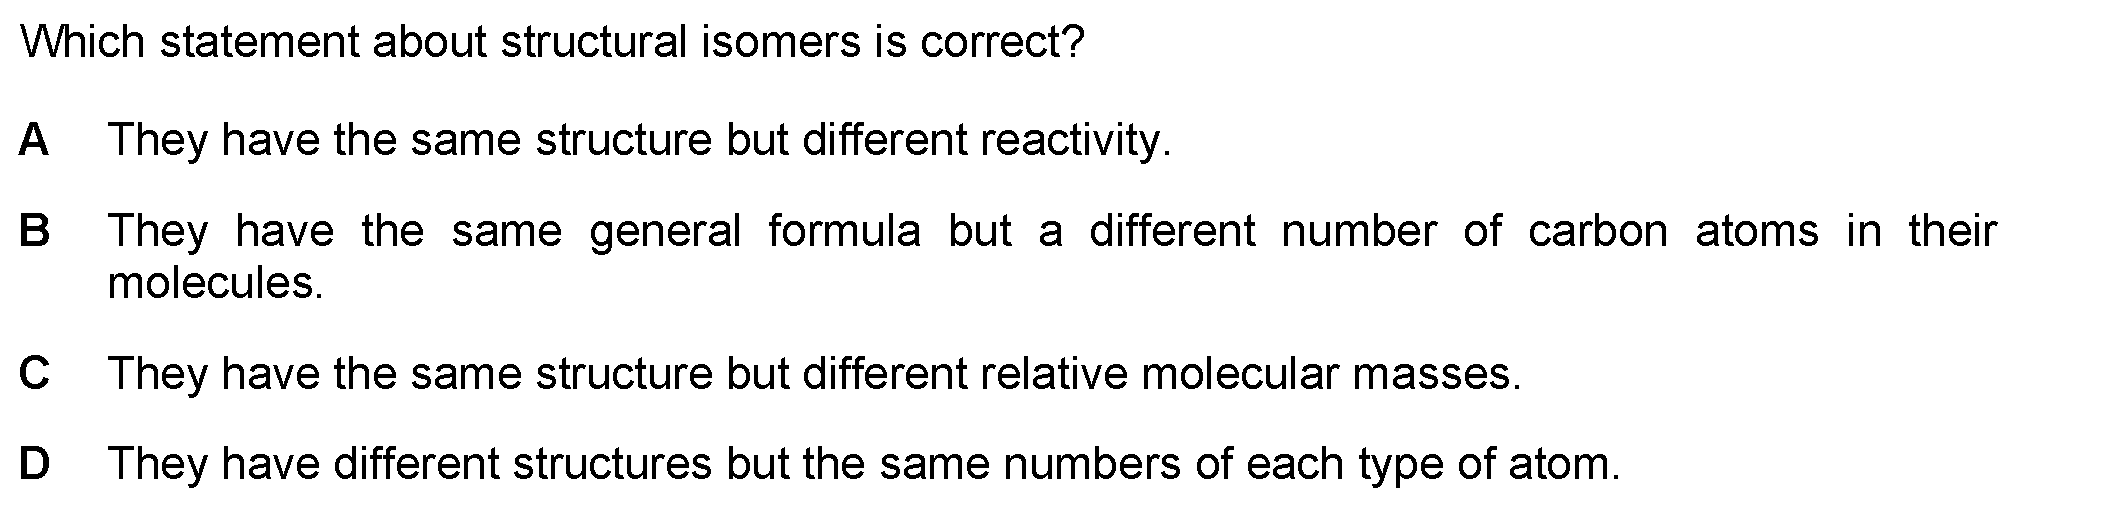 Which statement about structural isomers is correct?
A They have the same structure but different reactivity.
B They have the same general formula but a different number of carbon atoms in their
molecules.
C They have the same structure but different relative molecular masses.
D They have different structures but the same numbers of each type of atom.